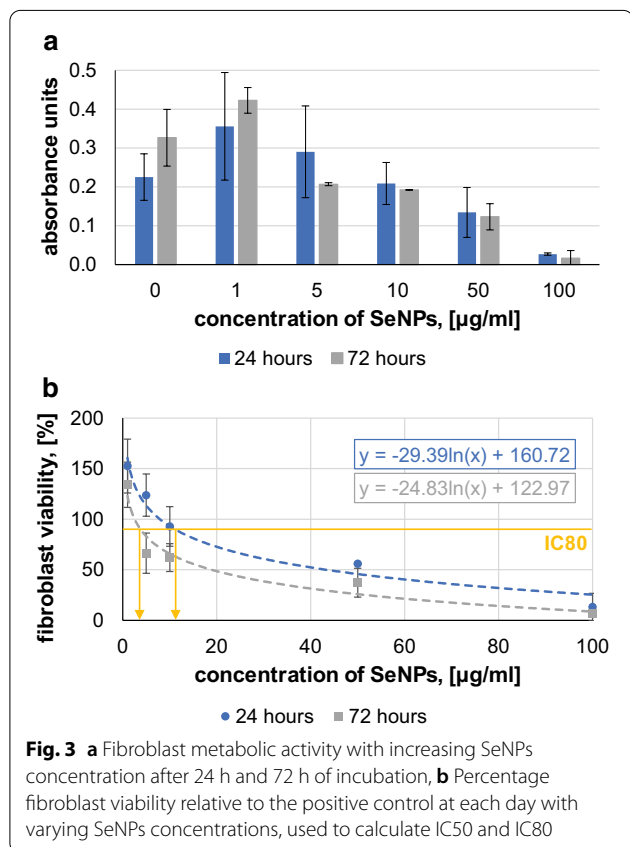 a
absorbance units
0.5
0.4
0.3
0.2
0.1
0.0
0 1 5 10 50 100
concentration of SeNPs, [µg/ml]
24 hours 72 hours
b
fibroblast viability, [%]
200
150
100
50
0
y = -29.39ln(x) + 160.72
y = -24.83ln(x) + 122.97
IC80
0 20 40 60 80 100
concentration of SeNPs, [µg/ml]
24 hours 72 hours
Fig. 3 a Fibroblast metabolic activity with increasing SeNPs
concentration after 24 h and 72 h of incubation, b Percentage
fibroblast viability relative to the positive control at each day with
varying SeNPs concentrations, used to calculate IC50 and IC80